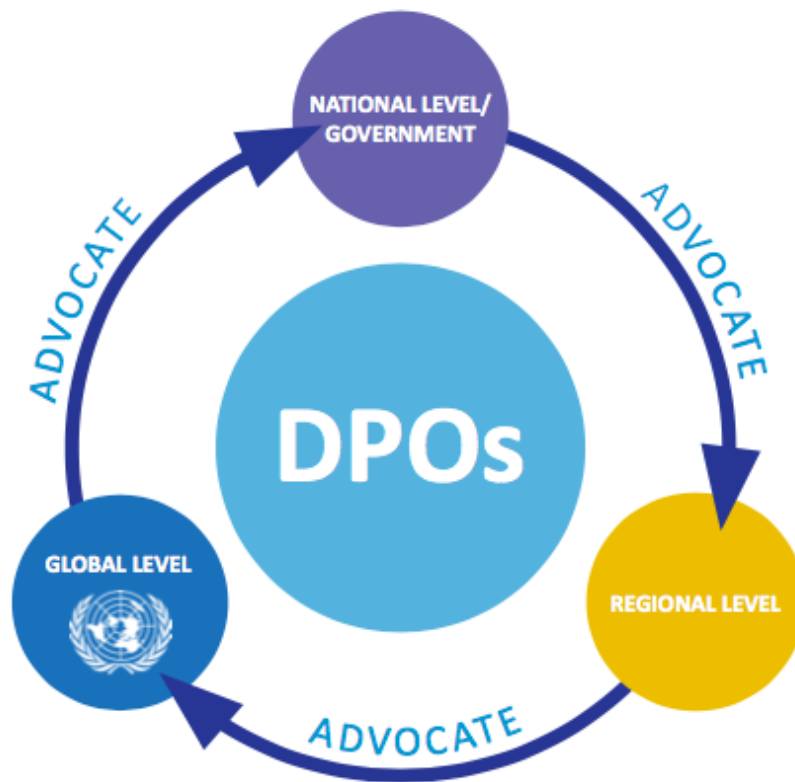 NATIONAL LEVEL/
GOVERNMENT
ADVOCATE
ADVOCATE
DPOs
GLOBAL LEVEL
REGIONAL LEVEL
ADVOCATE